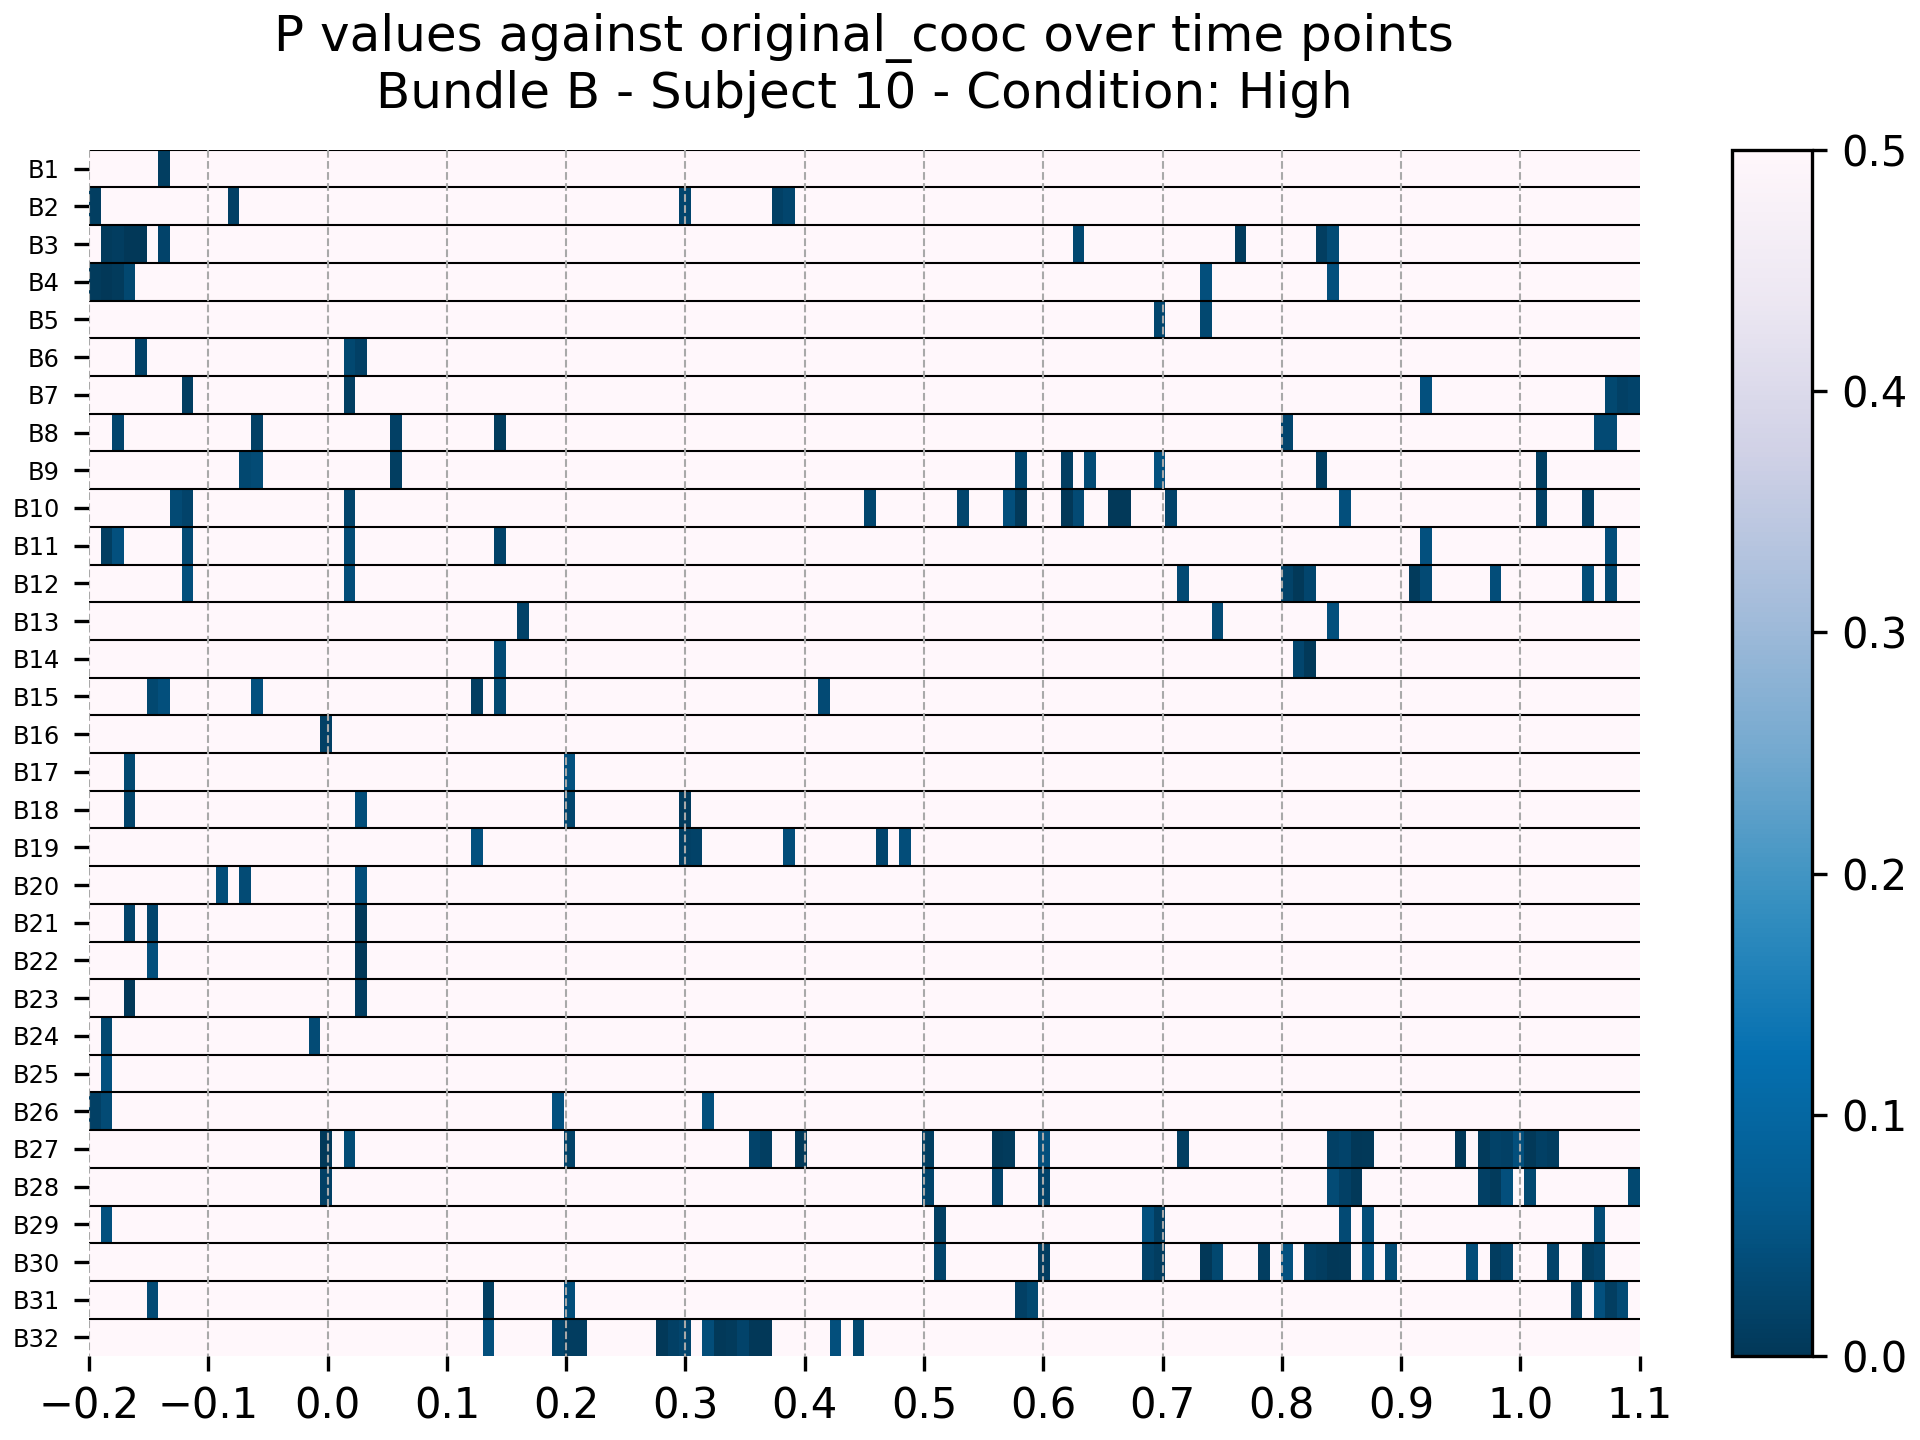 P values against original_cooc over time points
Bundle B - Subject 10 - Condition: High
B1
B2
B3
B4
B5
B6
B7
B8
B9
B10
B11
B12
B13
B14
B15
B16
B17
B18
B19
B20
B21
B22
B23
B24
B25
B26
B27
B28
B29
B30
B31
B32
−0.2 −0.1 0.0 0.1 0.2 0.3 0.4 0.5 0.6 0.7 0.8 0.9 1.0 1.1
0.5
0.4
0.3
0.2
0.1
0.0